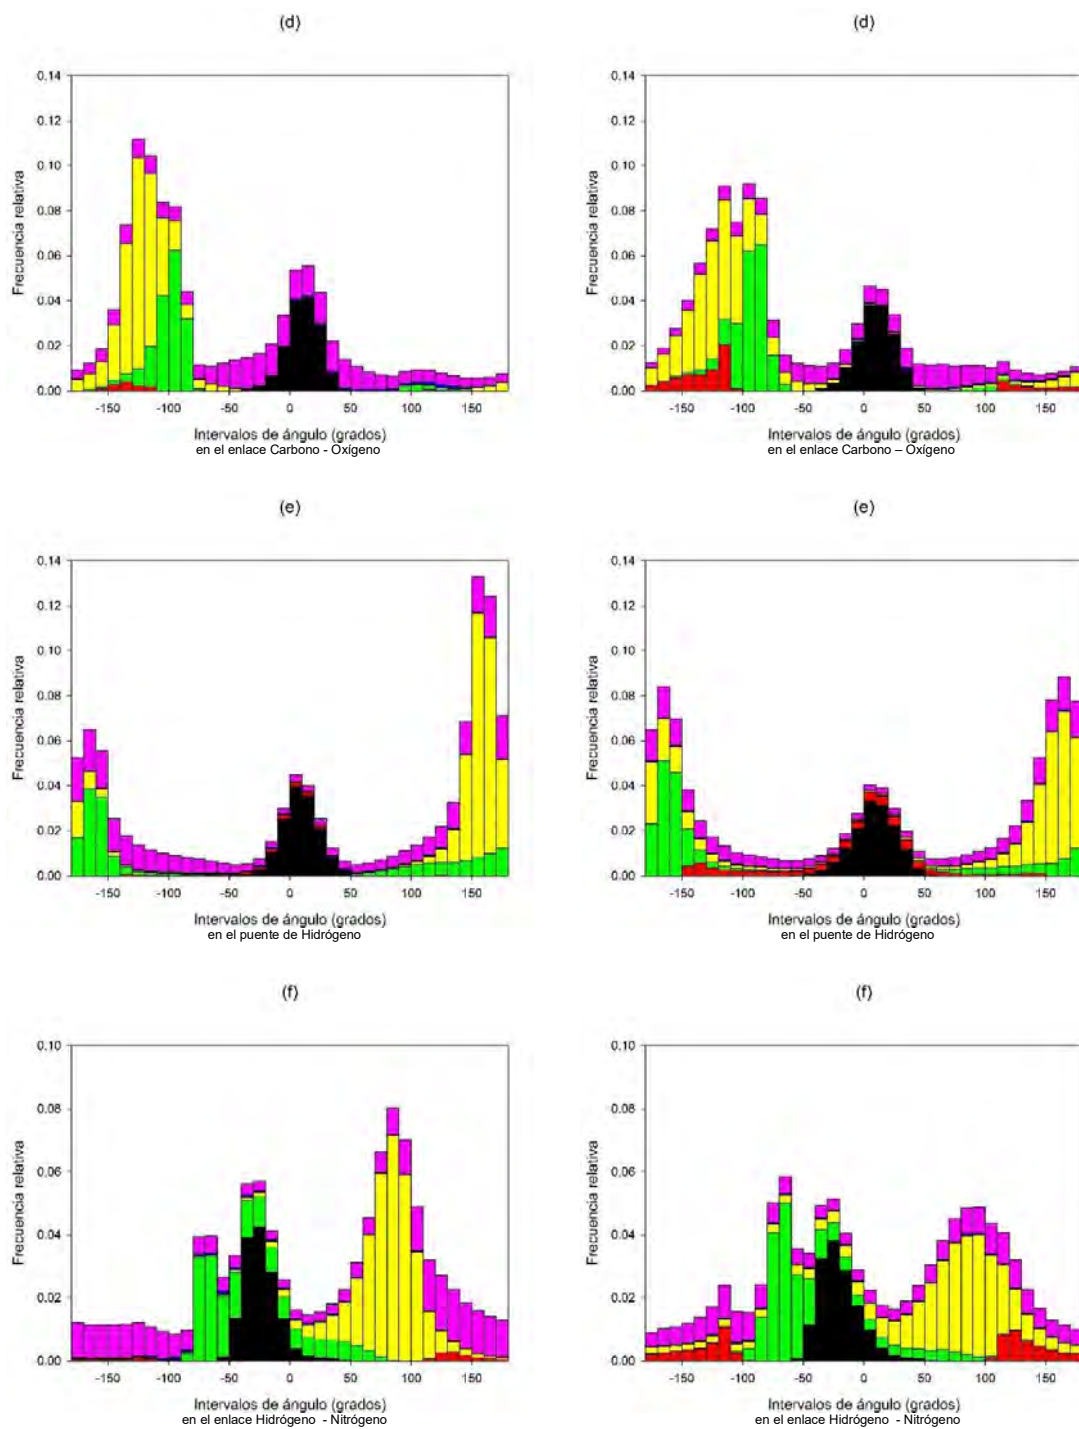 (d)
0.14
0.12
0.10
0.08
0.06
0.04
0.02
0.00
Frecuencia relativa
-150 -100 -50 0 50 100 150
Intervalos de ángulo (grados)
en el enlace Carbono - Oxígeno
(d)
0.14
0.12
0.10
0.08
0.06
0.04
0.02
0.00
Frecuencia relativa
-150 -100 -50 0 50 100 150
Intervalos de ángulo (grados)
en el enlace Carbono – Oxígeno
(e)
0.14
0.12
0.10
0.08
0.06
0.04
0.02
0.00
Frecuencia relativa
-150 -100 -50 0 50 100 150
Intervalos de ángulo (grados)
en el puente de Hidrógeno
(e)
0.14
0.12
0.10
0.08
0.06
0.04
0.02
0.00
Frecuencia relativa
-150 -100 -50 0 50 100 150
Intervalos de ángulo (grados)
en el puente de Hidrógeno
(f)
0.10
0.08
0.06
0.04
0.02
0.00
Frecuencia relativa
-150 -100 -50 0 50 100 150
Intervalos de ángulo (grados)
en el enlace Hidrógeno - Nitrógeno
(f)
0.10
0.08
0.06
0.04
0.02
0.00
Frecuencia relativa
-150 -100 -50 0 50 100 150
Intervalos de ángulo (grados)
en el enlace Hidrógeno - Nitrógeno